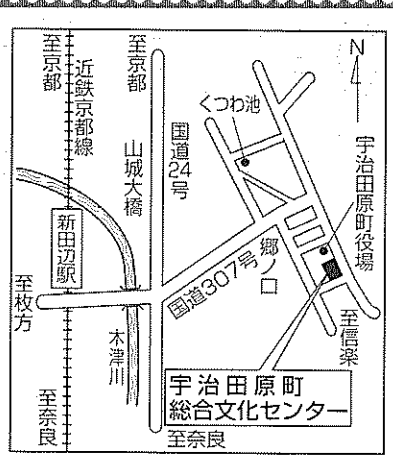 至京都
近鉄京都線
至京都
山城大橋
国道24号
くつわ池
N
宇治田原町役場
新田辺駅
至枚方
木津川
国道307号
郷ノ口
至信楽
至奈良
至奈良
宇治田原町
総合文化センター